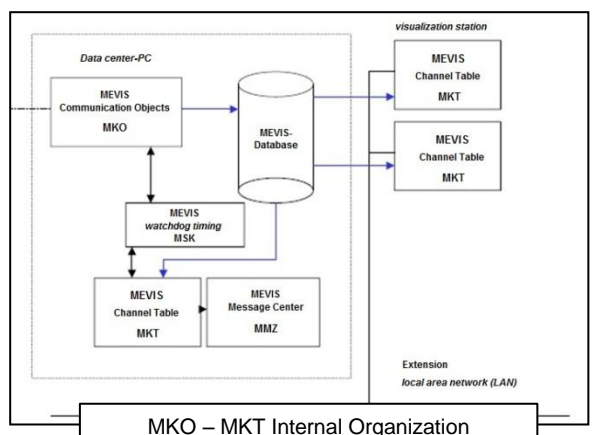 visualization station
Data center-PC
MEVIS
Communication Objects
MKO
MEVIS-
Database
MEVIS
Channel Table
MKT
MEVIS
Channel Table
MKT
MEVIS
watchdog timing
MSK
MEVIS
Channel Table
MKT
MEVIS
Message Center
MMZ
Extension
local area network (LAN)
MKO – MKT Internal Organization